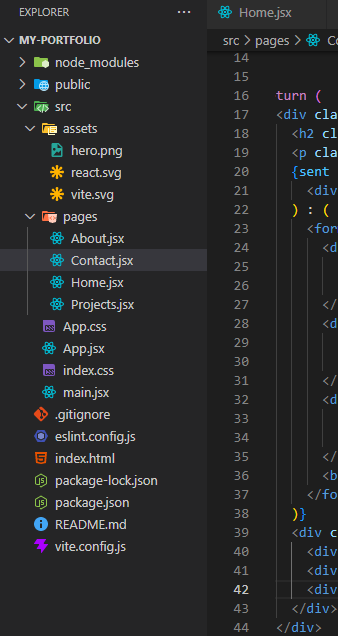 EXPLORER
MY-PORTFOLIO
node_modules
public
src
assets
hero.png
react.svg
vite.svg
pages
About.jsx
Contact.jsx
Home.jsx
Projects.jsx
App.css
App.jsx
index.css
main.jsx
.gitignore
eslint.config.js
index.html
package-lock.json
package.json
README.md
vite.config.js
Home.jsx
src > pages > Co
14
15
16 turn (
17 <div cla
18 <h2 cl
19 <p clas
20 {sent
21 <div
22 ) : (
23 <for
24 <d
25
26
27 </
28 <d
29
30
31 </
32 <d
33
34
35 </
36 <b
37 </fo
38 )}
39 <div c
40 <div
41 <div
42 <div
43 </div>
44 </div>